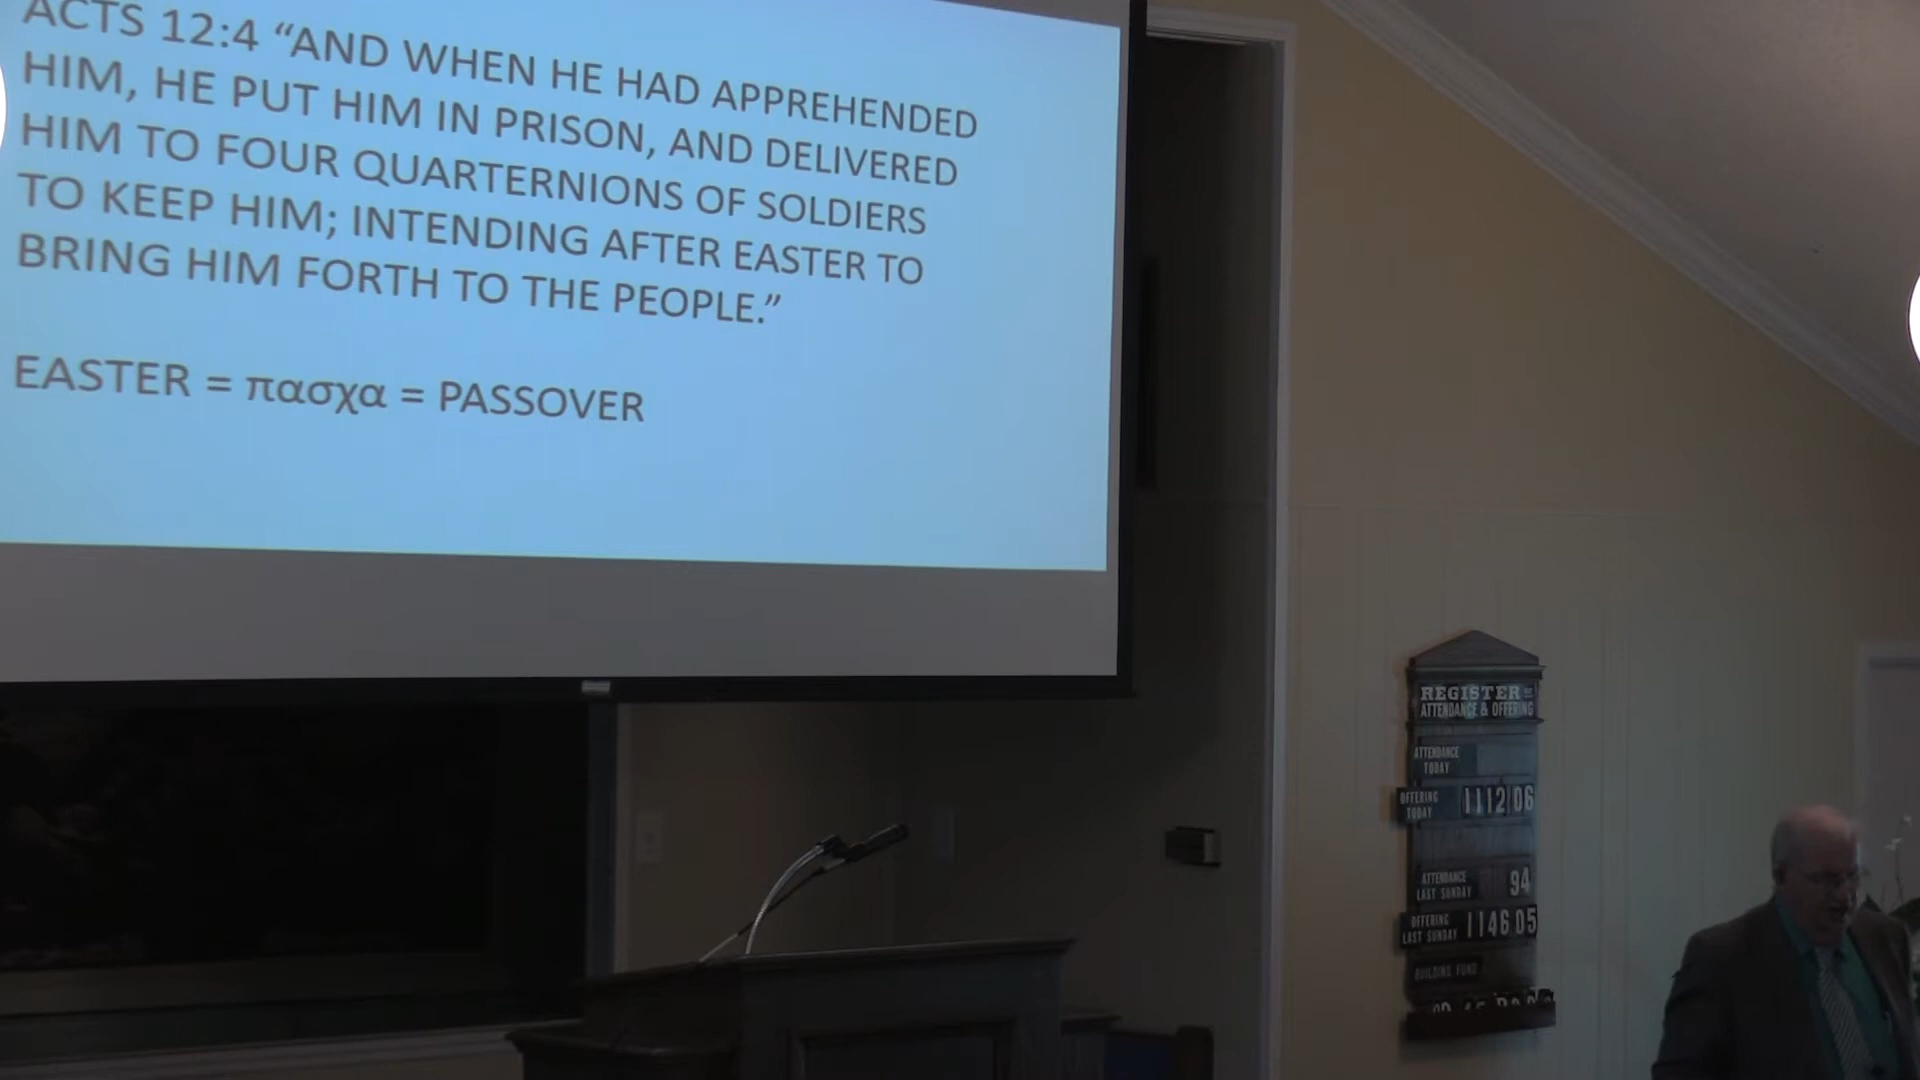 ACTS 12:4 “AND WHEN HE HAD APPREHENDED
HIM, HE PUT HIM IN PRISON, AND DELIVERED
HIM TO FOUR QUARTERNIONS OF SOLDIERS
TO KEEP HIM; INTENDING AFTER EASTER TO
BRING HIM FORTH TO THE PEOPLE.”
EASTER = πασχα = PASSOVER
REGISTER OF
ATTENDANCE & OFFERING
ATTENDANCE
TODAY
OFFERING
TODAY
1112 06
ATTENDANCE
LAST SUNDAY
94
OFFERING
LAST SUNDAY
1146 05
BUILDING FUND